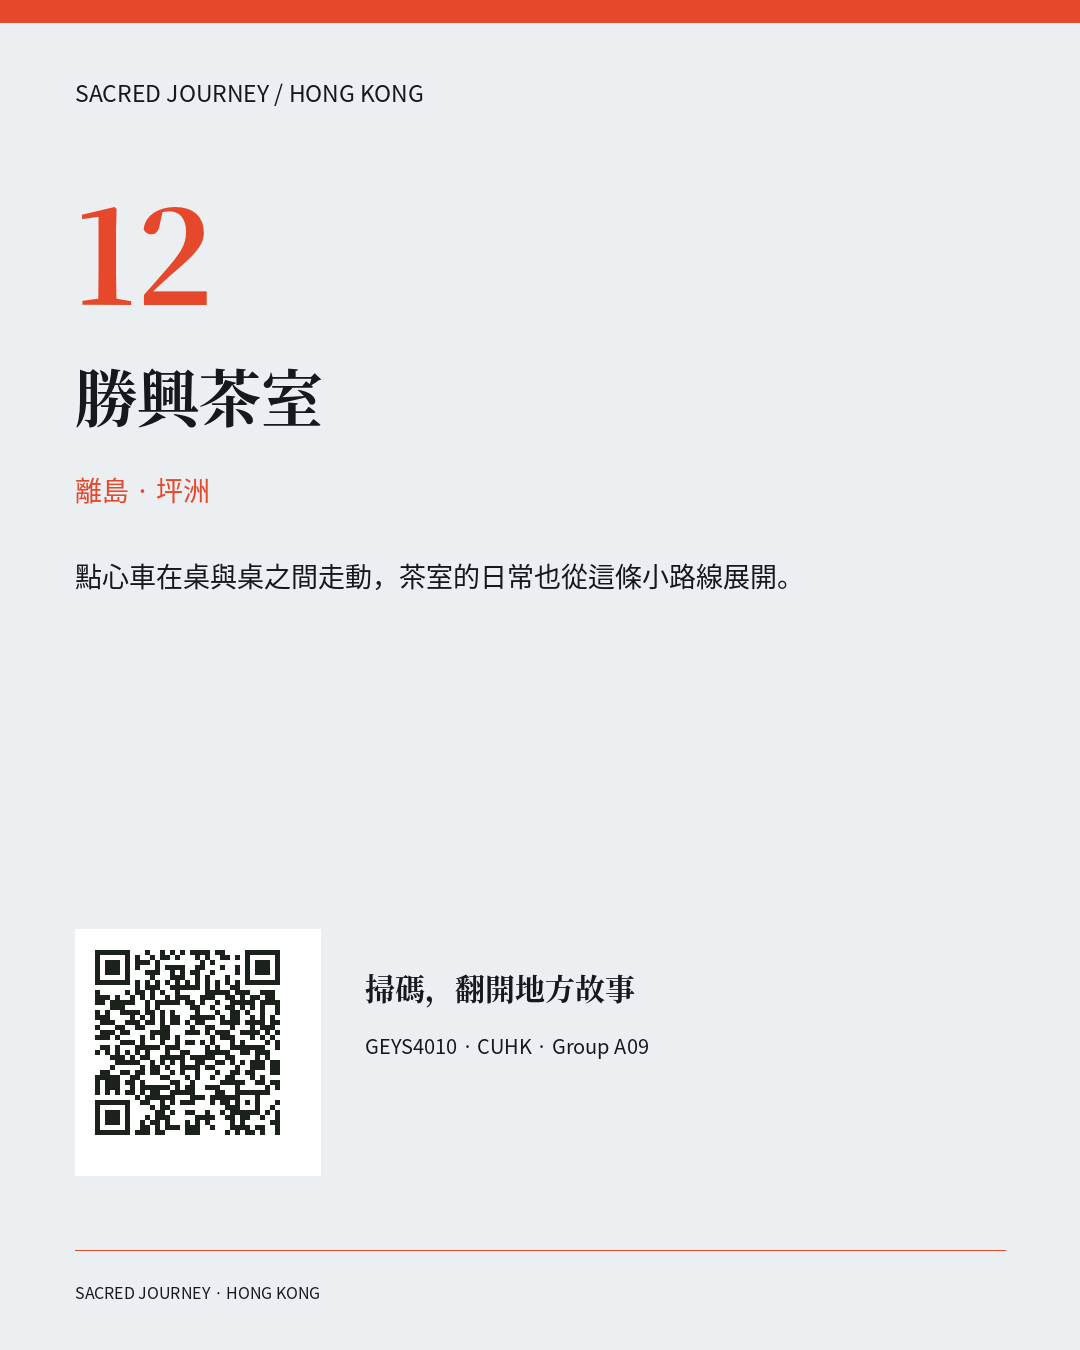 SACRED JOURNEY / HONG KONG
12
勝興茶室
離島 · 坪洲
點心車在桌與桌之間走動，茶室的日常也從這條小路線展開。
掃碼，翻開地方故事
GEYS4010 · CUHK · Group A09
SACRED JOURNEY · HONG KONG